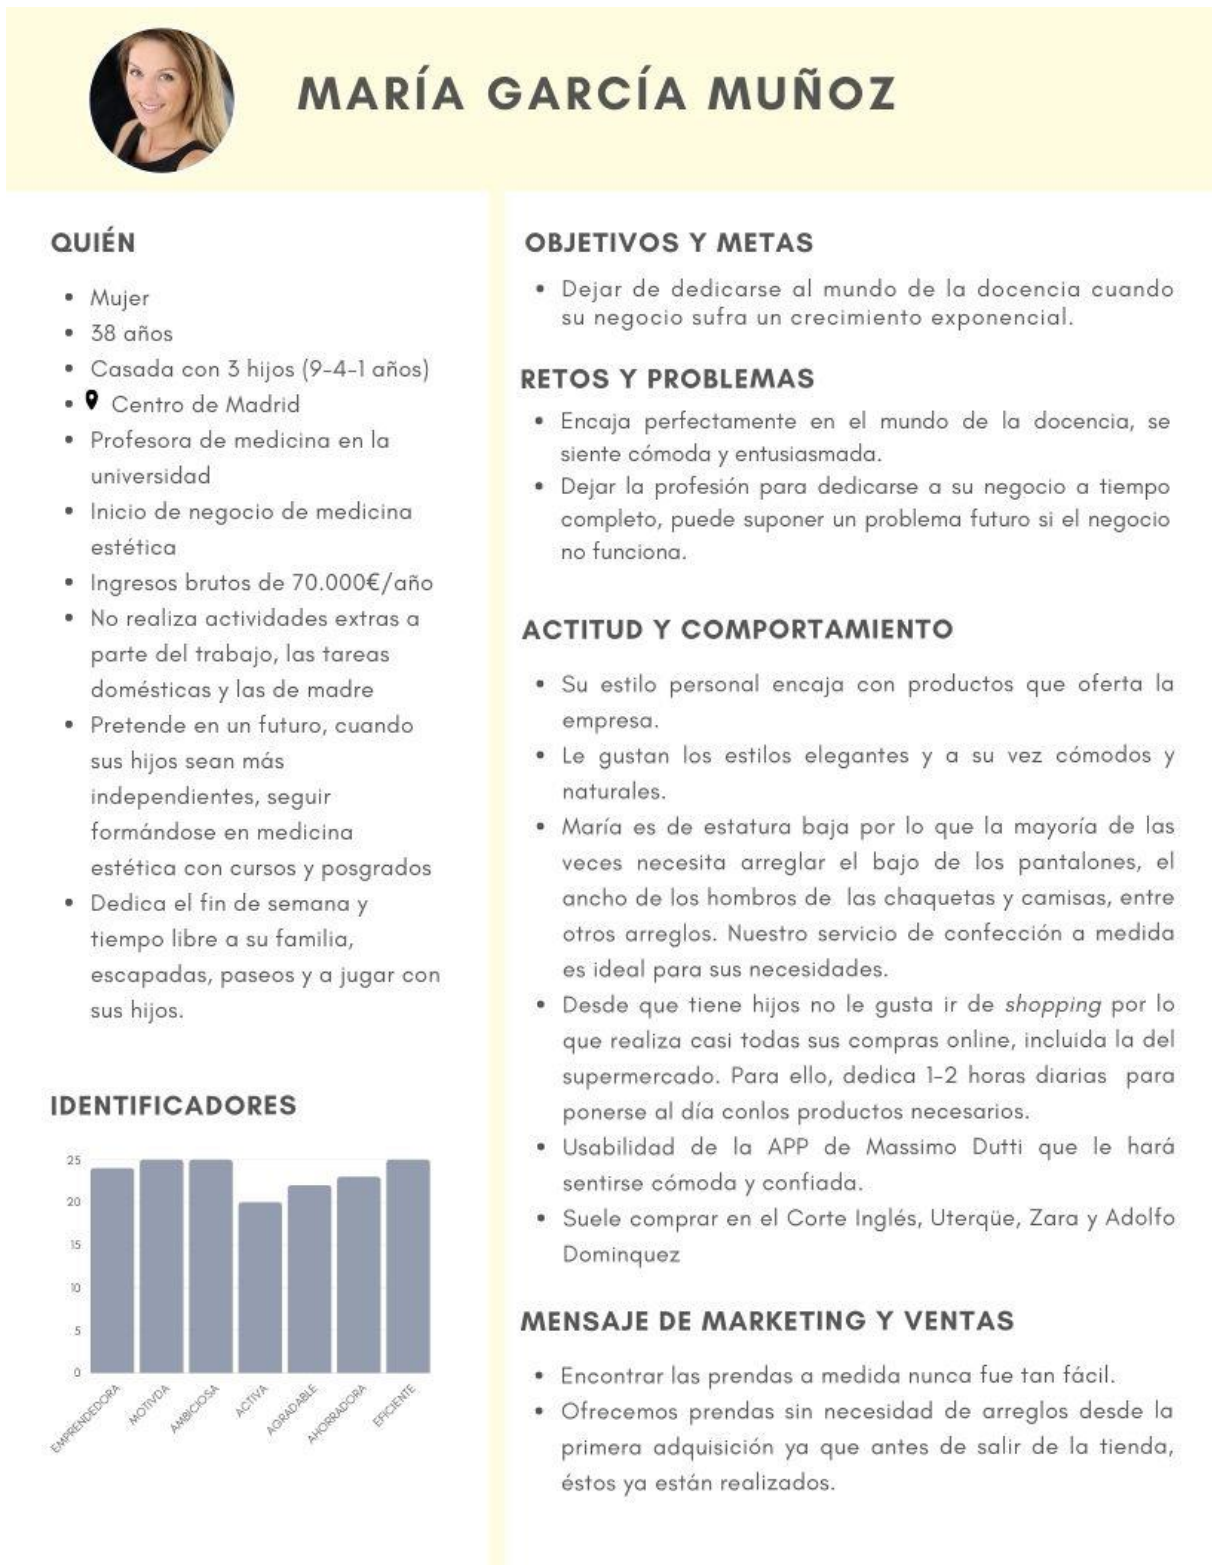 MARÍA GARCÍA MUÑOZ
QUIÉN
• Mujer
• 38 años
• Casada con 3 hijos (9-4-1 años)
• Centro de Madrid
• Profesora de medicina en la
universidad
• Inicio de negocio de medicina
estética
• Ingresos brutos de 70.000€/año
• No realiza actividades extras a
parte del trabajo, las tareas
domésticas y las de madre
• Pretende en un futuro, cuando
sus hijos sean más
independientes, seguir
formándose en medicina
estética con cursos y posgrados
• Dedica el fin de semana y
tiempo libre a su familia,
escapadas, paseos y a jugar con
sus hijos.
IDENTIFICADORES
25
20
15
10
5
0
EMPRENDEDORA
MOTIVDA
AMBICIOSA
ACTIVA
AGRADABLE
AHORRADORA
EFICIENTE
OBJETIVOS Y METAS
• Dejar de dedicarse al mundo de la docencia cuando
su negocio sufra un crecimiento exponencial.
RETOS Y PROBLEMAS
• Encaja perfectamente en el mundo de la docencia, se
siente cómoda y entusiasmada.
• Dejar la profesión para dedicarse a su negocio a tiempo
completo, puede suponer un problema futuro si el negocio
no funciona.
ACTITUD Y COMPORTAMIENTO
• Su estilo personal encaja con productos que oferta la
empresa.
• Le gustan los estilos elegantes y a su vez cómodos y
naturales.
• María es de estatura baja por lo que la mayoría de las
veces necesita arreglar el bajo de los pantalones, el
ancho de los hombros de las chaquetas y camisas, entre
otros arreglos. Nuestro servicio de confección a medida
es ideal para sus necesidades.
• Desde que tiene hijos no le gusta ir de shopping por lo
que realiza casi todas sus compras online, incluida la del
supermercado. Para ello, dedica 1-2 horas diarias para
ponerse al día conlos productos necesarios.
• Usabilidad de la APP de Massimo Dutti que le hará
sentirse cómoda y confiada.
• Suele comprar en el Corte Inglés, Uterqüe, Zara y Adolfo
Dominquez
MENSAJE DE MARKETING Y VENTAS
• Encontrar las prendas a medida nunca fue tan fácil.
• Ofrecemos prendas sin necesidad de arreglos desde la
primera adquisición ya que antes de salir de la tienda,
éstos ya están realizados.